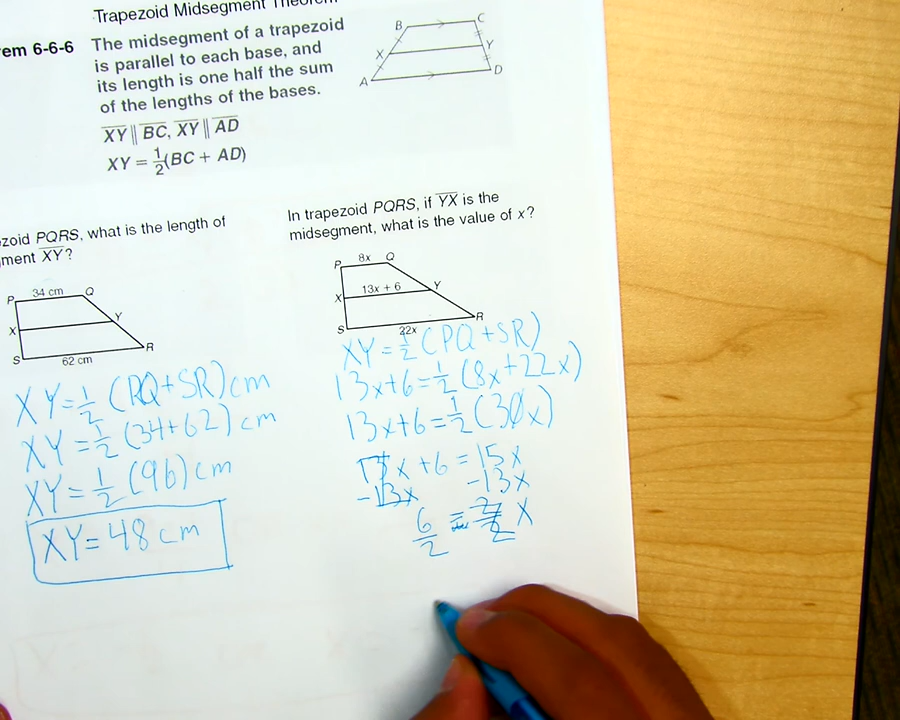 Trapezoid Midsegment Theorem
em 6-6-6
The midsegment of a trapezoid
is parallel to each base, and
its length is one half the sum
of the lengths of the bases.
XY ∥ BC, XY ∥ AD
XY = 1/2(BC + AD)
B C
X Y
A D
zoid PQRS, what is the length of
ment XY?
P 34 cm Q
X Y
S 62 cm R
XY = 1/2 (PQ+SR) cm
XY = 1/2 (34+62) cm
XY = 1/2 (96) cm
XY = 48 cm
In trapezoid PQRS, if YX is the
midsegment, what is the value of x?
P 8x Q
X 13x + 6 Y
S 22x R
XY = 1/2 (PQ+SR)
13x+6 = 1/2 (8x+22x)
13x+6 = 1/2 (30x)
13x +6 = 15x
-13x -13x
6/2 = 2/2 x